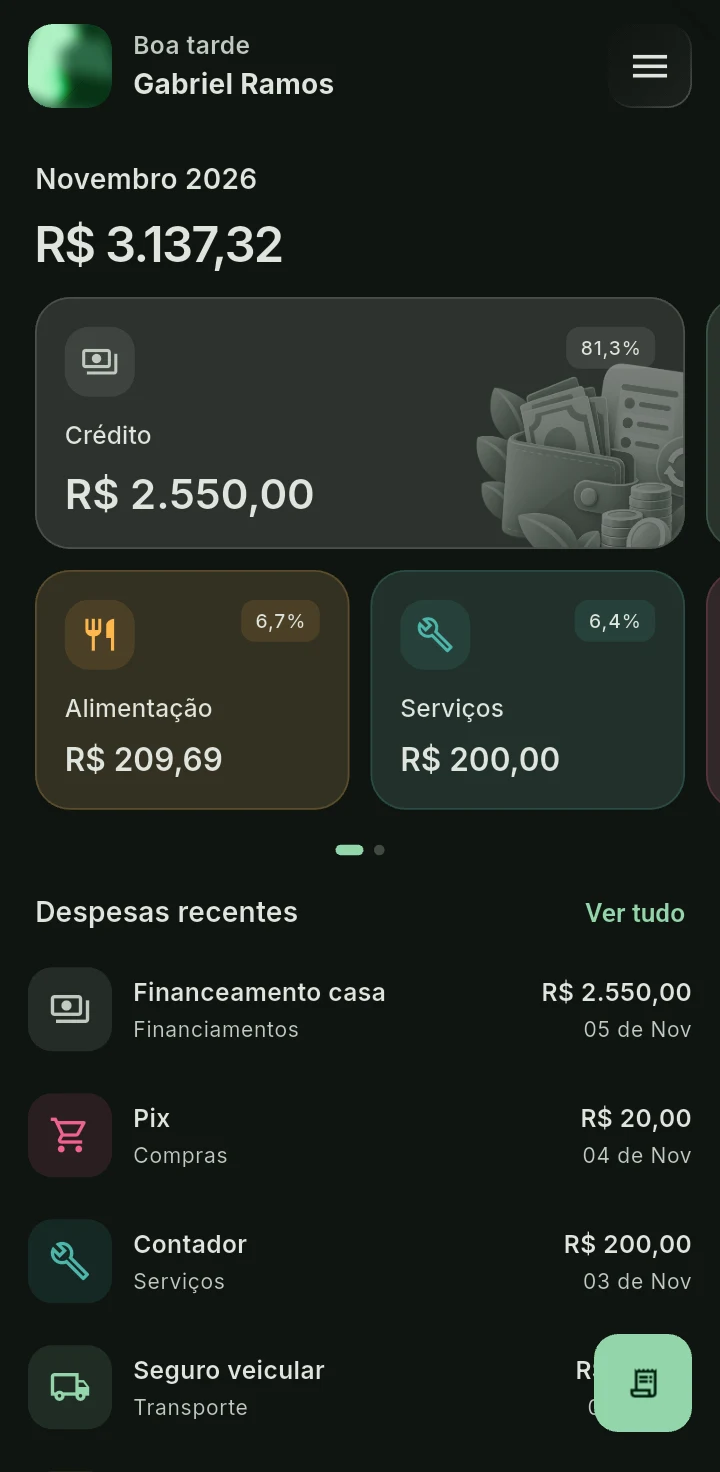 Boa tarde
Gabriel Ramos
Novembro 2026
R$ 3.137,32
81,3%
Crédito
R$ 2.550,00
6,7%
Alimentação
R$ 209,69
6,4%
Serviços
R$ 200,00
Despesas recentes
Ver tudo
Financeamento casa
R$ 2.550,00
Financiamentos
05 de Nov
Pix
R$ 20,00
Compras
04 de Nov
Contador
R$ 200,00
Serviços
03 de Nov
Seguro veicular
Transporte